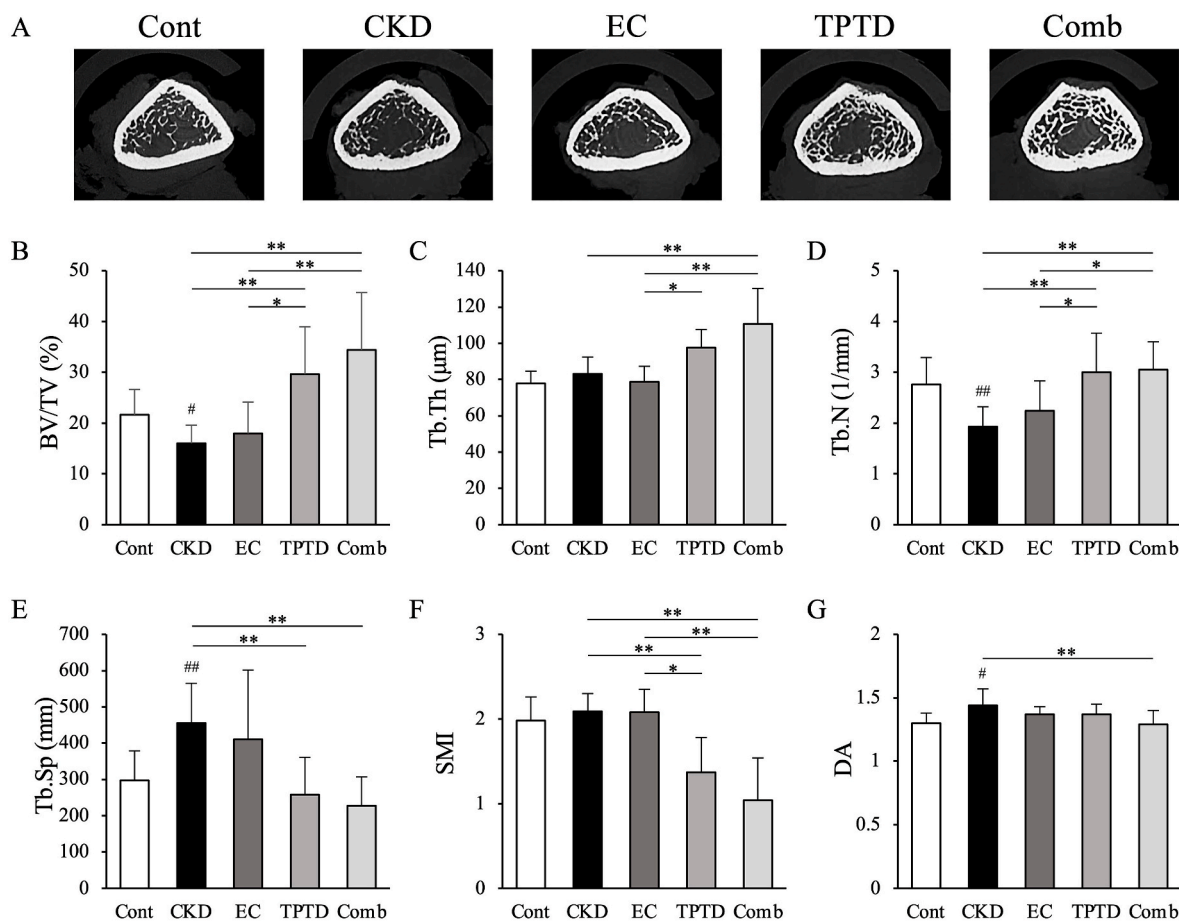 A
Cont
CKD
EC
TPTD
Comb
B
BV/TV (%)
50
40
30
20
10
0
#
**
**
**
*
Cont
CKD
EC
TPTD
Comb
C
Tb.Th (µm)
140
120
100
80
60
40
20
0
**
**
*
Cont
CKD
EC
TPTD
Comb
D
Tb.N (1/mm)
5
4
3
2
1
0
##
**
*
**
*
Cont
CKD
EC
TPTD
Comb
E
Tb.Sp (mm)
700
600
500
400
300
200
100
0
##
**
**
Cont
CKD
EC
TPTD
Comb
F
SMI
3
2
1
0
**
**
**
*
Cont
CKD
EC
TPTD
Comb
G
DA
2
1.5
1
0.5
0
#
**
Cont
CKD
EC
TPTD
Comb